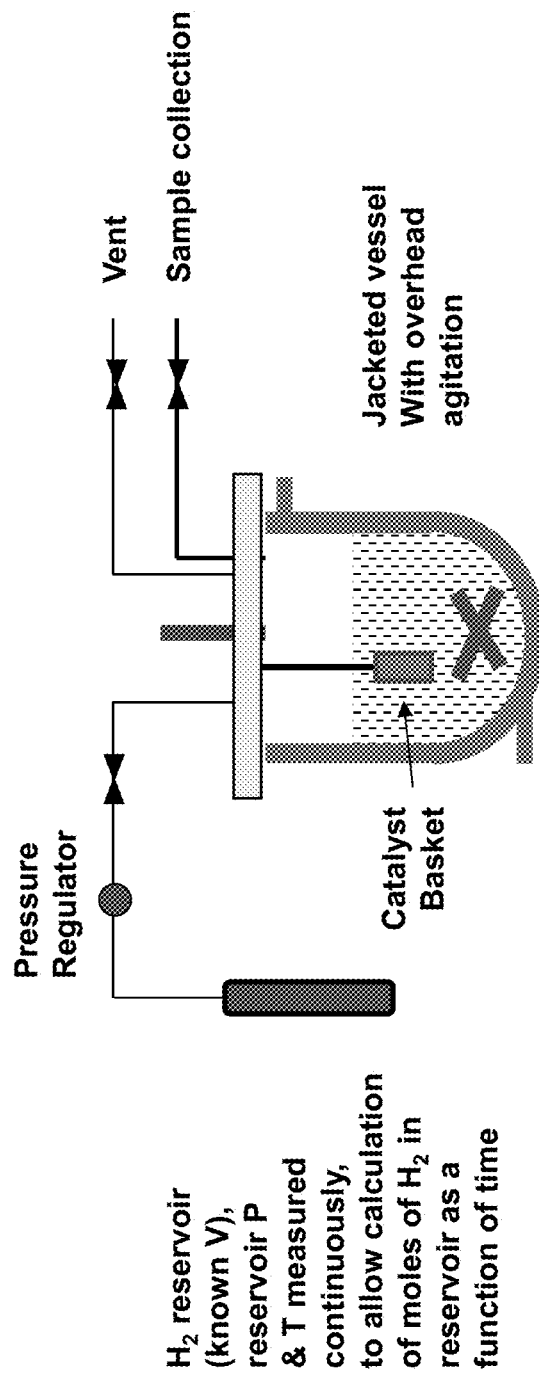 H₂ reservoir
(known V),
reservoir P
& T measured
continuously,
to allow calculation
of moles of H₂ in
reservoir as a
function of time
Pressure
Regulator
Catalyst
Basket
Vent
Sample collection
Jacketed vessel
With overhead
agitation